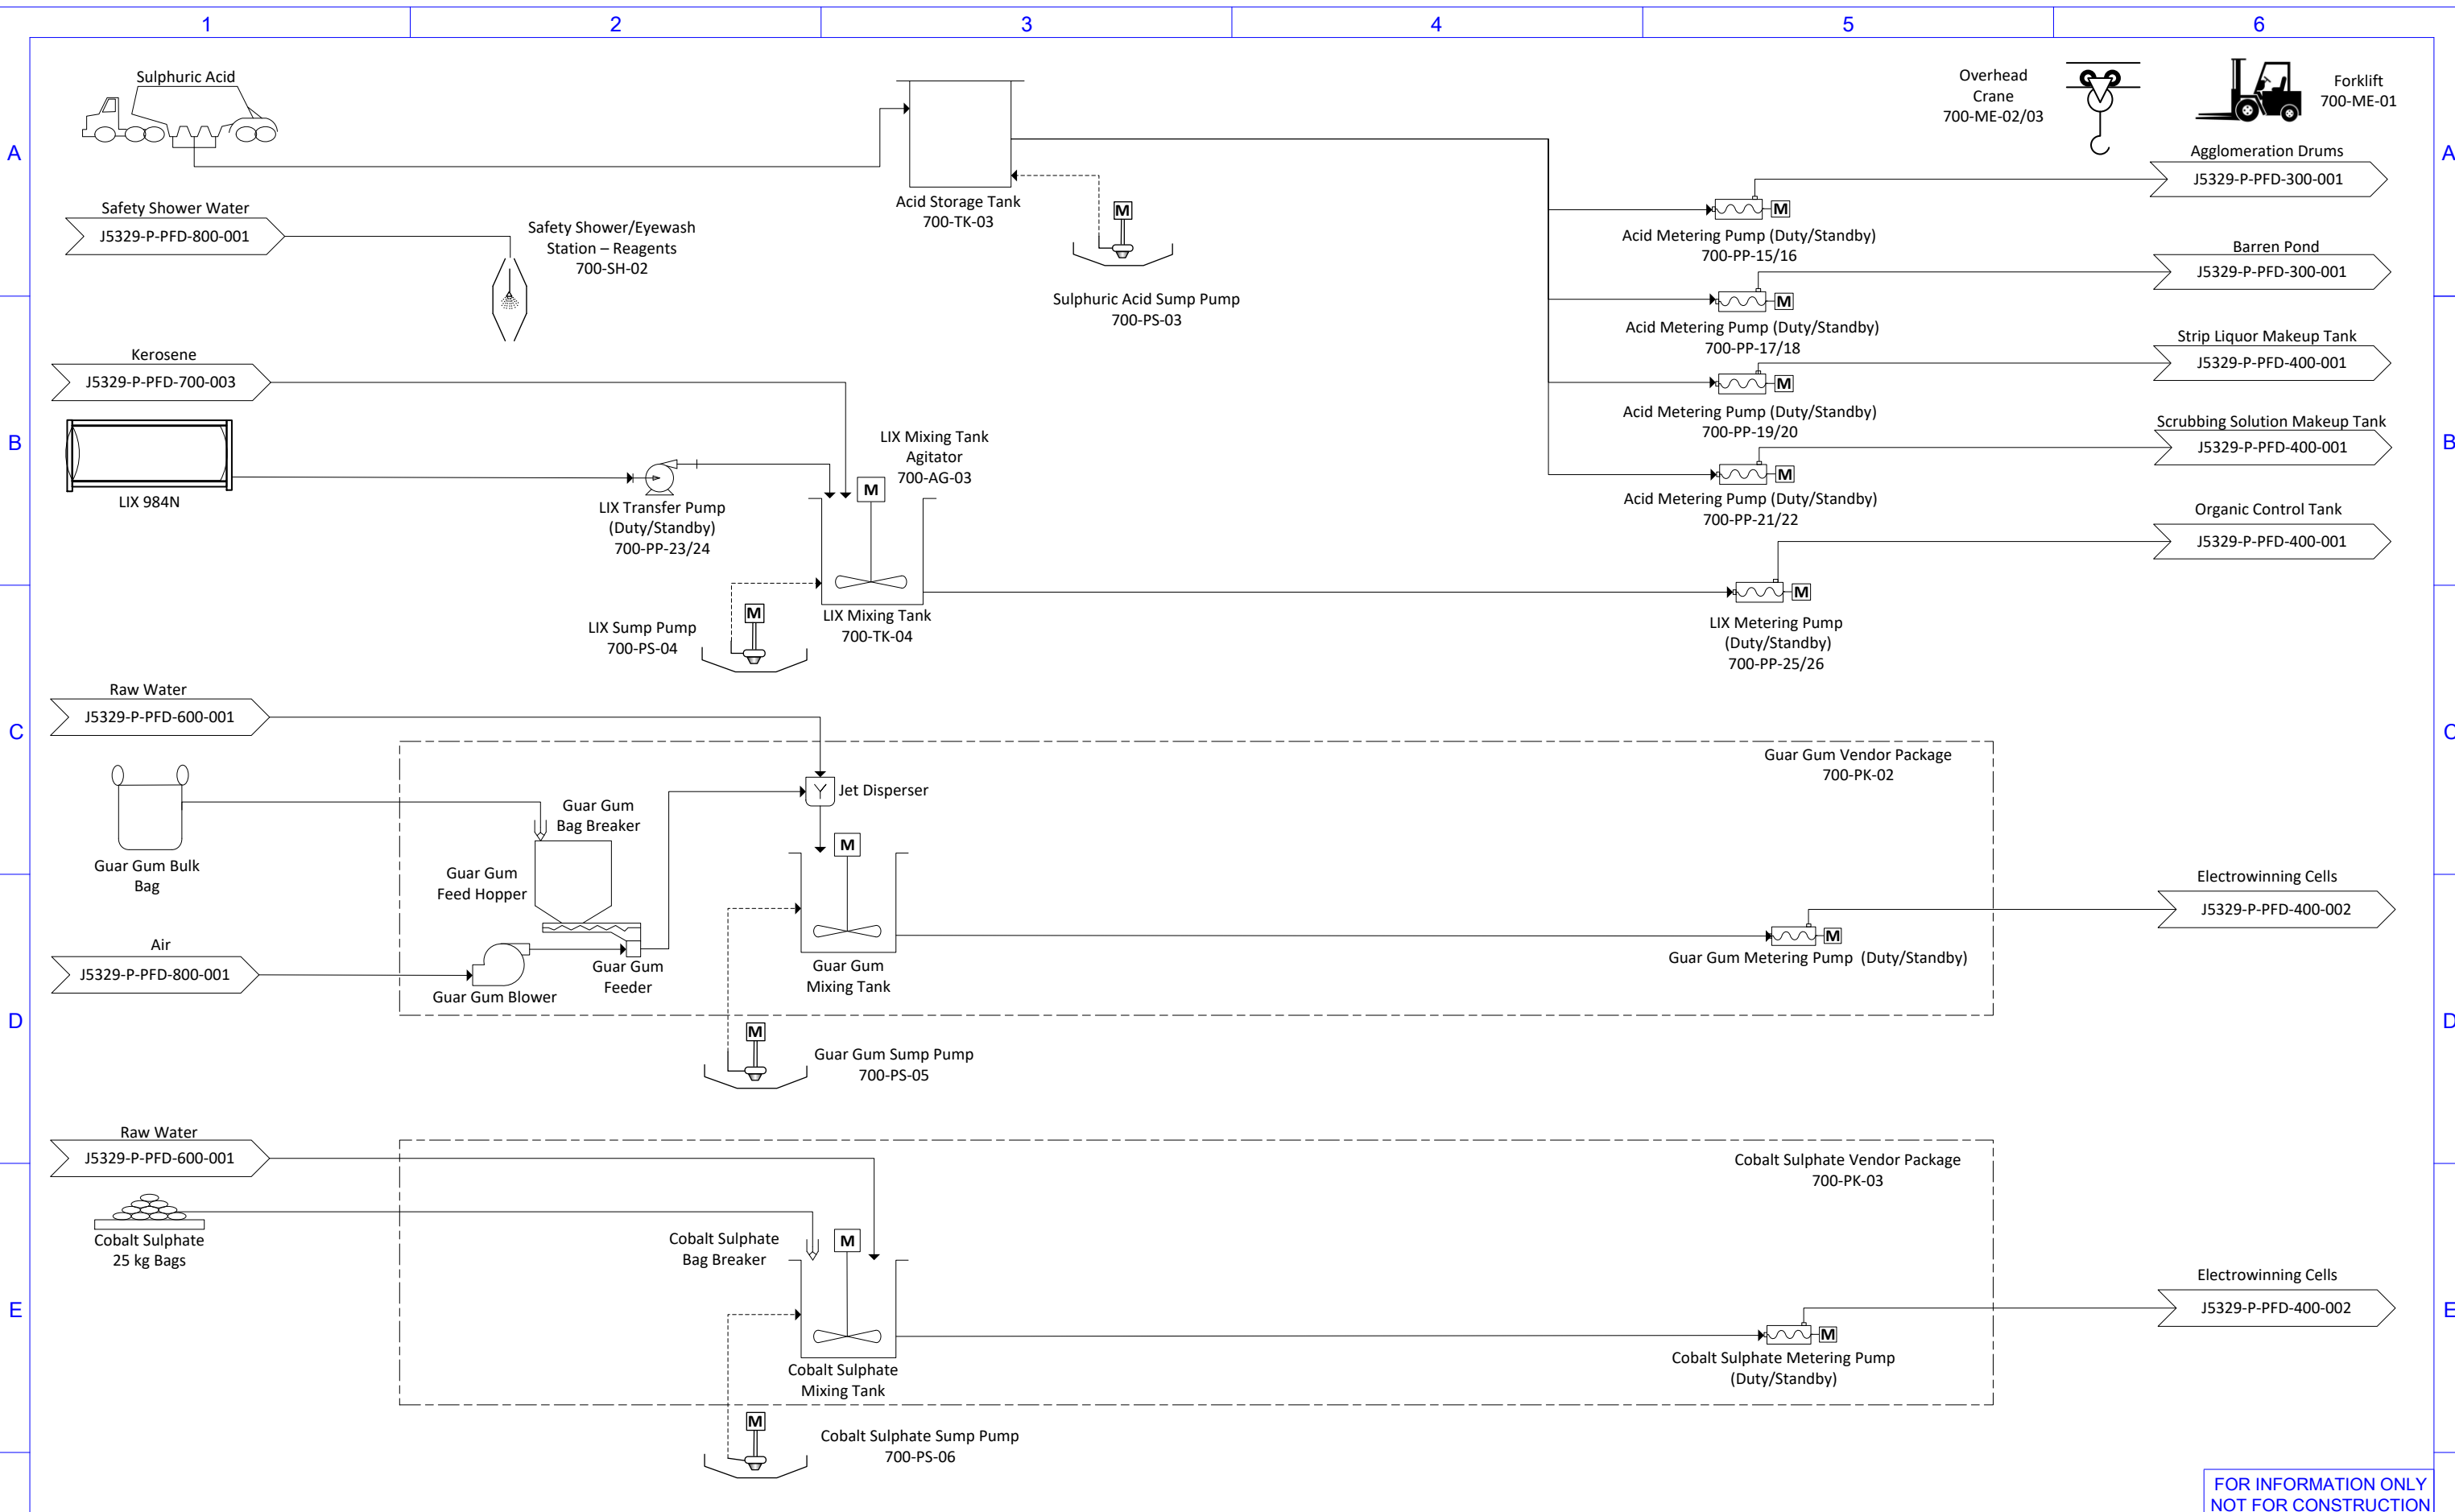 1
2
3
4
5
6
Sulphuric Acid
Overhead
Crane
700-ME-02/03
Forklift
700-ME-01
A
A
Agglomeration Drums
J5329-P-PFD-300-001
Acid Storage Tank
700-TK-03
M
M
Safety Shower Water
J5329-P-PFD-800-001
Safety Shower/Eyewash
Station – Reagents
700-SH-02
Acid Metering Pump (Duty/Standby)
700-PP-15/16
Barren Pond
J5329-P-PFD-300-001
Sulphuric Acid Sump Pump
700-PS-03
M
Acid Metering Pump (Duty/Standby)
700-PP-17/18
Strip Liquor Makeup Tank
J5329-P-PFD-400-001
Kerosene
J5329-P-PFD-700-003
M
Acid Metering Pump (Duty/Standby)
700-PP-19/20
Scrubbing Solution Makeup Tank
J5329-P-PFD-400-001
B
B
LIX Mixing Tank
Agitator
700-AG-03
M
M
LIX 984N
LIX Transfer Pump
(Duty/Standby)
700-PP-23/24
Acid Metering Pump (Duty/Standby)
700-PP-21/22
Organic Control Tank
J5329-P-PFD-400-001
M
M
LIX Mixing Tank
700-TK-04
LIX Sump Pump
700-PS-04
LIX Metering Pump
(Duty/Standby)
700-PP-25/26
Raw Water
J5329-P-PFD-600-001
C
C
Guar Gum Vendor Package
700-PK-02
Y
Jet Disperser
Guar Gum
Bag Breaker
M
Guar Gum Bulk
Bag
Guar Gum
Feed Hopper
Electrowinning Cells
J5329-P-PFD-400-002
M
Air
J5329-P-PFD-800-001
Guar Gum Blower
Guar Gum
Feeder
Guar Gum
Mixing Tank
Guar Gum Metering Pump (Duty/Standby)
D
D
M
Guar Gum Sump Pump
700-PS-05
Raw Water
J5329-P-PFD-600-001
Cobalt Sulphate Vendor Package
700-PK-03
Cobalt Sulphate
25 kg Bags
Cobalt Sulphate
Bag Breaker
M
Electrowinning Cells
J5329-P-PFD-400-002
E
E
M
Cobalt Sulphate
Mixing Tank
Cobalt Sulphate Metering Pump
(Duty/Standby)
M
Cobalt Sulphate Sump Pump
700-PS-06
FOR INFORMATION ONLY
NOT FOR CONSTRUCTION